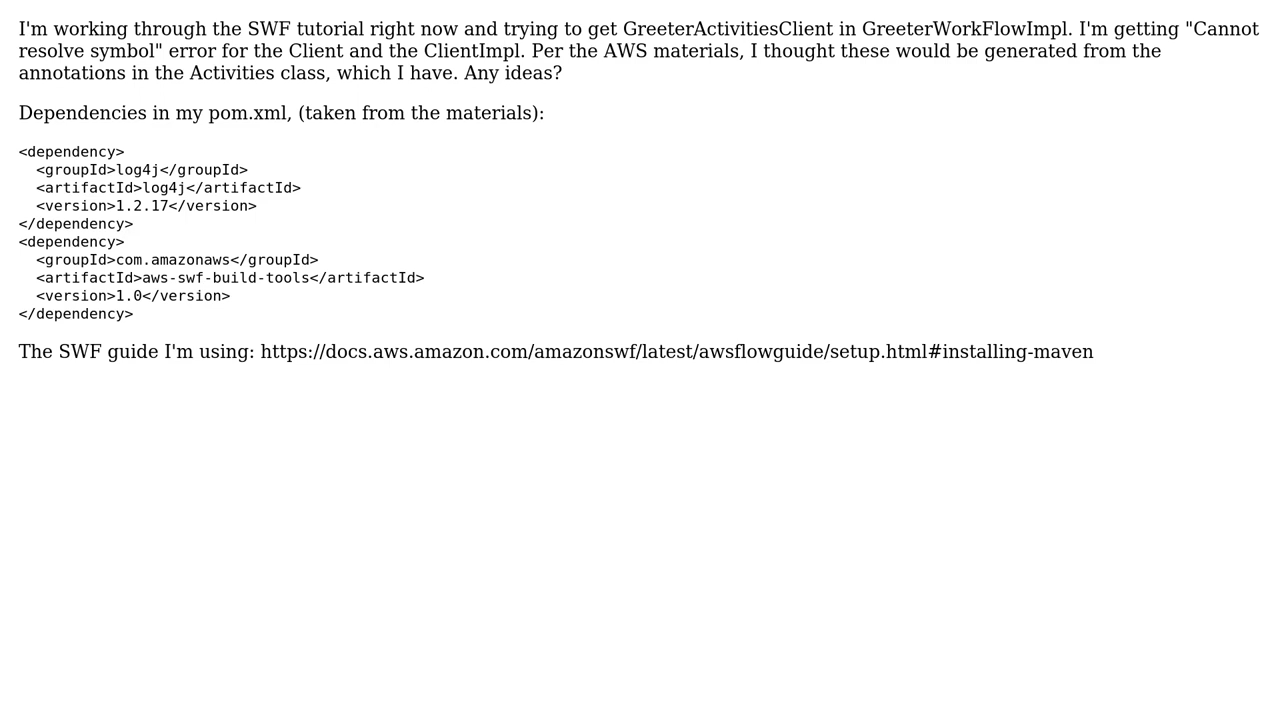 I'm working through the SWF tutorial right now and trying to get GreeterActivitiesClient in GreeterWorkFlowImpl. I'm getting "Cannot
resolve symbol" error for the Client and the ClientImpl. Per the AWS materials, I thought these would be generated from the
annotations in the Activities class, which I have. Any ideas?
Dependencies in my pom.xml, (taken from the materials):
<dependency>
  <groupId>log4j</groupId>
  <artifactId>log4j</artifactId>
  <version>1.2.17</version>
</dependency>
<dependency>
  <groupId>com.amazonaws</groupId>
  <artifactId>aws-swf-build-tools</artifactId>
  <version>1.0</version>
</dependency>
The SWF guide I'm using: https://docs.aws.amazon.com/amazonswf/latest/awsflowguide/setup.html#installing-maven